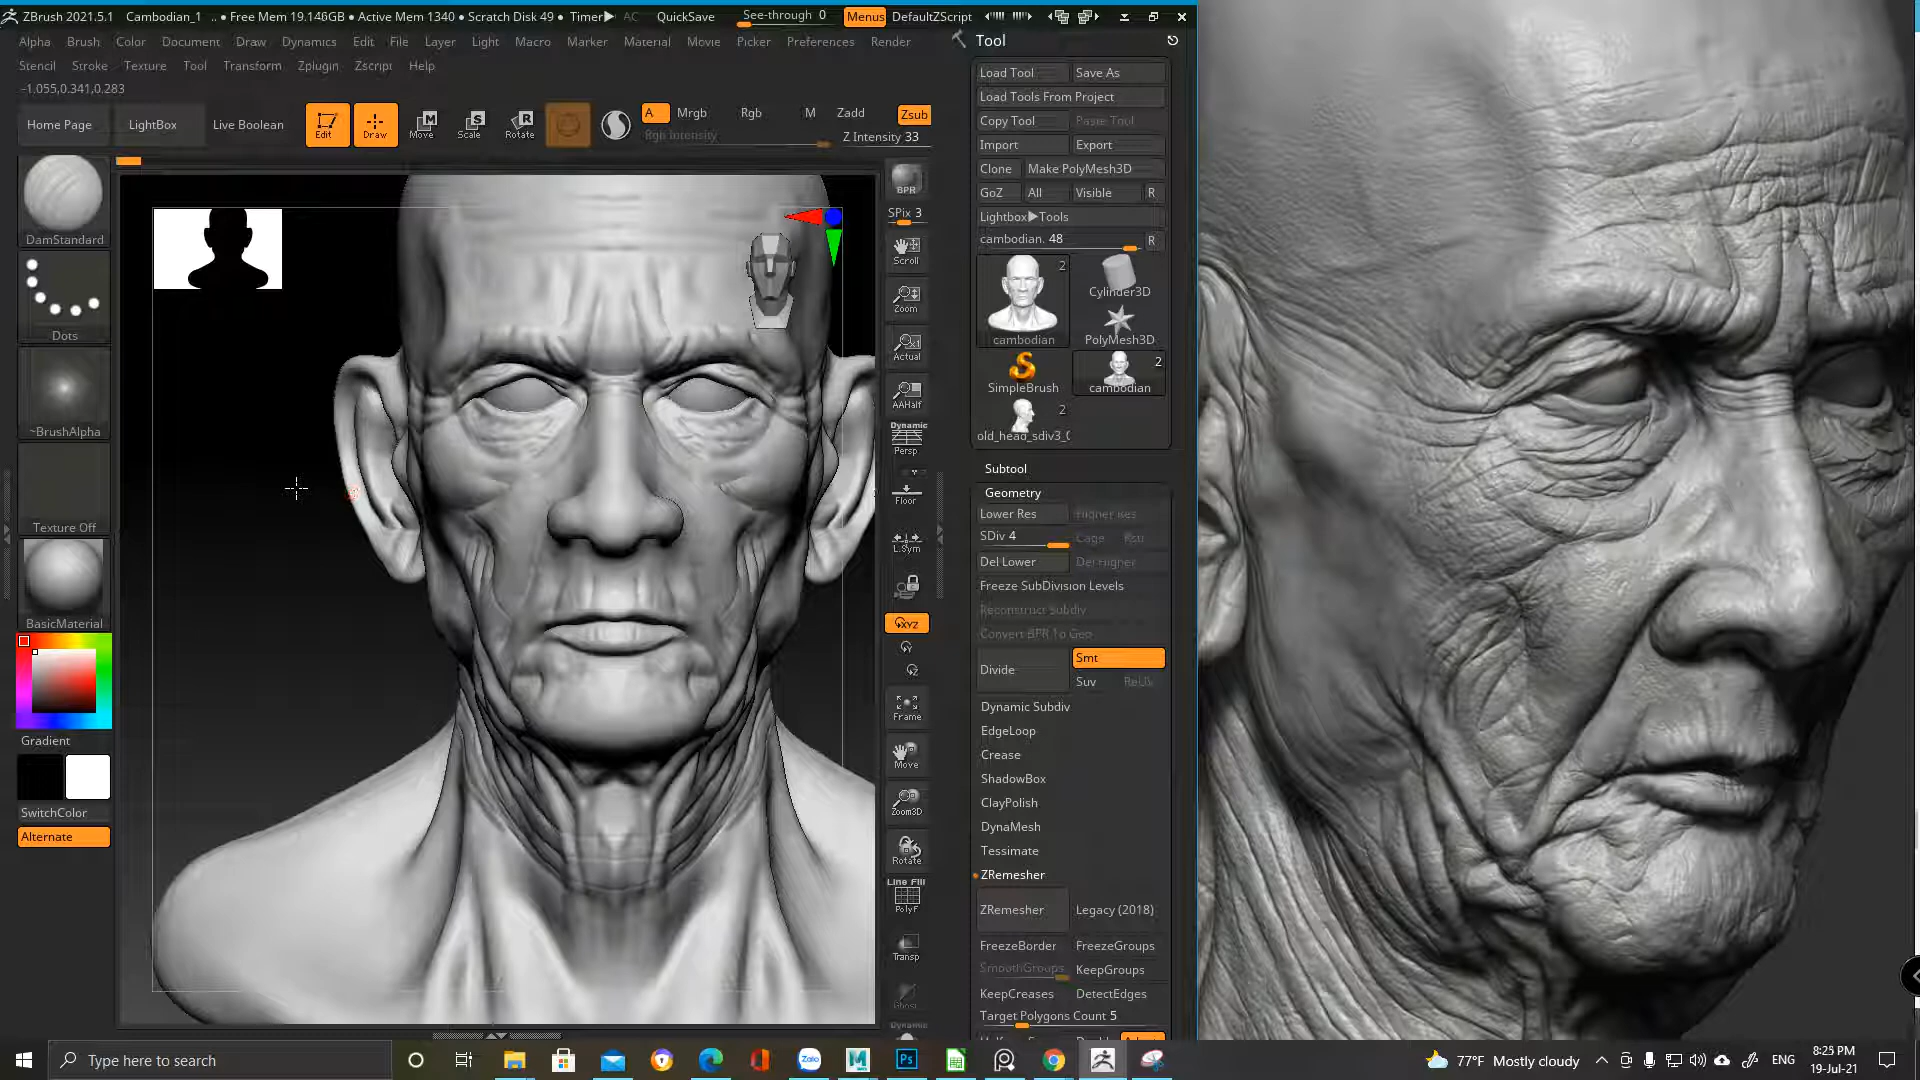 ZBrush 2021.5.1 Cambodian_1 .. • Free Mem 19.146GB • Active Mem 1340 • Scratch Disk 49 • Timer▶ AC QuickSave See-through 0 Menus DefaultZScript
Alpha Brush Color Document Draw Dynamics Edit File Layer Light Macro Marker Material Movie Picker Preferences Render
Stencil Stroke Texture Tool Transform Zplugin Zscript Help
-1.055,0.341,0.283
Home Page LightBox Live Boolean Edit Draw Move Scale Rotate A Mrgb Rgb M Zadd Zsub
Rgb Intensity Z Intensity 33
DamStandard
Dots
~BrushAlpha
Texture Off
BasicMaterial
Gradient
SwitchColor
Alternate
BPR
SPix 3
Scroll
Zoom
Actual
AAHalf
Dynamic
Persp
Floor
L.Sym
XYZ
Frame
Move
Zoom3D
Rotate
Line Fill
PolyF
Transp
Ghost
Dynamic
Tool
Load Tool Save As
Load Tools From Project
Copy Tool Paste Tool
Import Export
Clone Make PolyMesh3D
GoZ All Visible R
Lightbox▶Tools
cambodian. 48 R
2
Cylinder3D
cambodian PolyMesh3D
2
SimpleBrush cambodian
2
old_head_sdiv3_0
Subtool
Geometry
Lower Res Higher Res
SDiv 4 Cage Rstr
Del Lower Del Higher
Freeze SubDivision Levels
Reconstruct Subdiv
Convert BPR To Geo
Divide Smt
Suv ReUV
Dynamic Subdiv
EdgeLoop
Crease
ShadowBox
ClayPolish
DynaMesh
Tessimate
ZRemesher
ZRemesher Legacy (2018)
FreezeBorder FreezeGroups
SmoothGroups KeepGroups
KeepCreases DetectEdges
Target Polygons Count 5
Type here to search
Zalo
M
Ps
77°F Mostly cloudy
ENG
8:25 PM
19-Jul-21